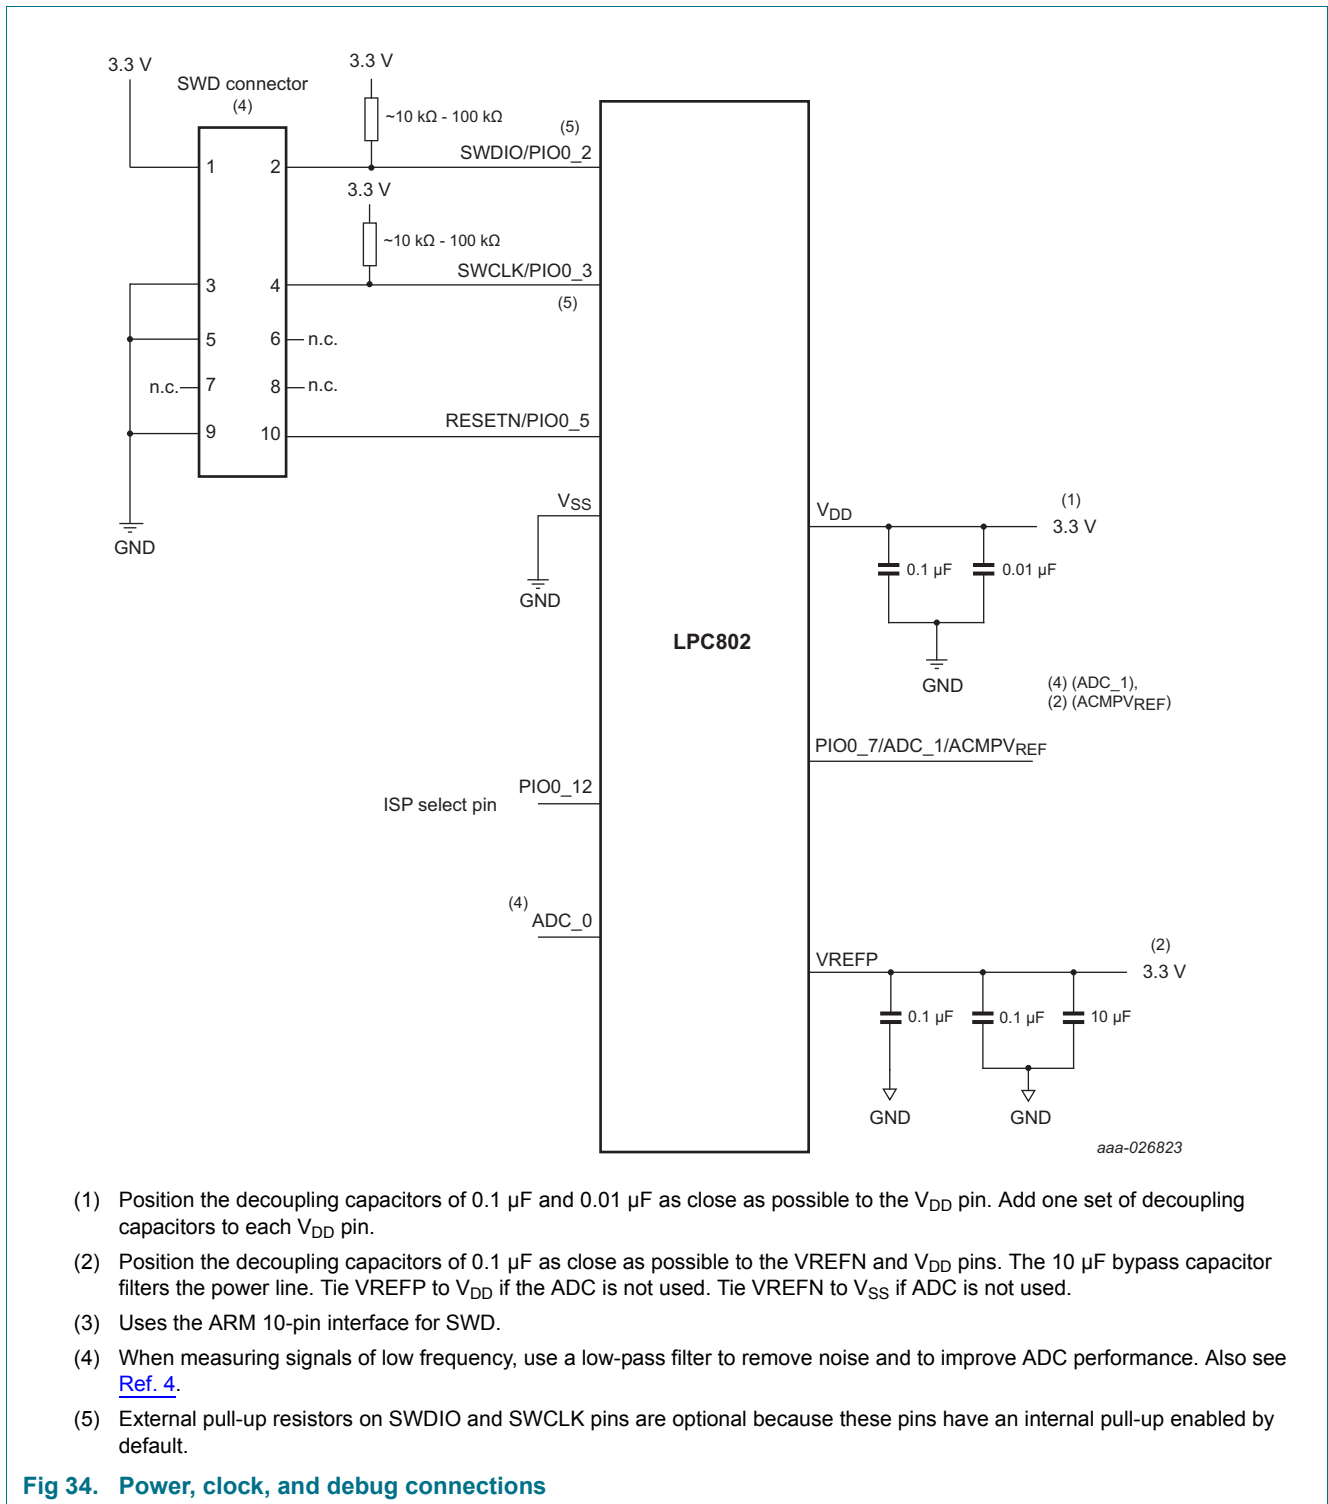 3.3 V
3.3 V
SWD connector
(4)
~10 kΩ - 100 kΩ
(5)
SWDIO/PIO0_2
1
2
3.3 V
~10 kΩ - 100 kΩ
SWCLK/PIO0_3
3
4
(5)
5
6
n.c.
n.c.
7
8
n.c.
RESETN/PIO0_5
9
10
VSS
VDD
(1)
3.3 V
GND
0.1 µF
0.01 µF
GND
LPC802
GND
(4) (ADC_1),
(2) (ACMPVREF)
PIO0_7/ADC_1/ACMPVREF
PIO0_12
ISP select pin
(4)
ADC_0
(2)
VREFP
3.3 V
0.1 µF
0.1 µF
10 µF
GND
GND
aaa-026823
(1) Position the decoupling capacitors of 0.1 µF and 0.01 µF as close as possible to the VDD pin. Add one set of decoupling
capacitors to each VDD pin.
(2) Position the decoupling capacitors of 0.1 µF as close as possible to the VREFN and VDD pins. The 10 µF bypass capacitor
filters the power line. Tie VREFP to VDD if the ADC is not used. Tie VREFN to VSS if ADC is not used.
(3) Uses the ARM 10-pin interface for SWD.
(4) When measuring signals of low frequency, use a low-pass filter to remove noise and to improve ADC performance. Also see
Ref. 4.
(5) External pull-up resistors on SWDIO and SWCLK pins are optional because these pins have an internal pull-up enabled by
default.
Fig 34. Power, clock, and debug connections